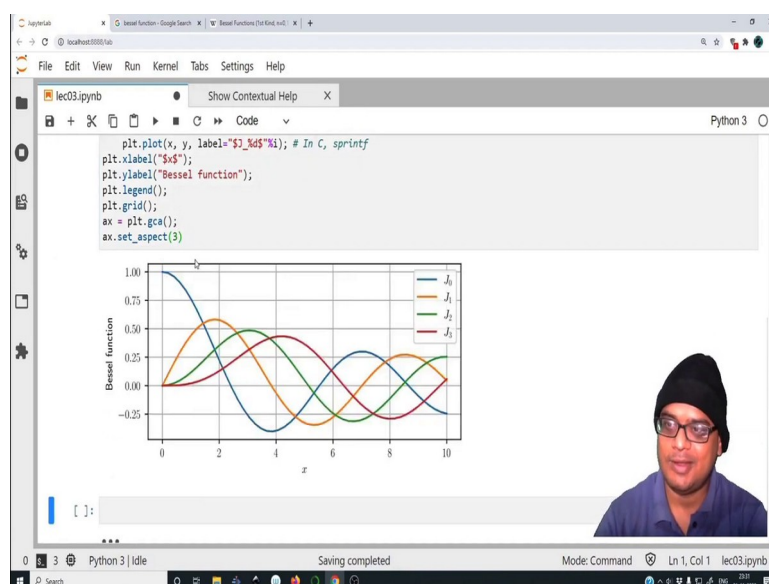 JupyterLab
bessel function - Google Search
Bessel Functions (1st Kind, n=0,
localhost:8888/lab
File Edit View Run Kernel Tabs Settings Help
lec03.ipynb
Show Contextual Help
Code
Python 3
plt.plot(x, y, label="$J_%d$"%i); # In C, sprintf
plt.xlabel("$x$");
plt.ylabel("Bessel function");
plt.legend();
plt.grid();
ax = plt.gca();
ax.set_aspect(3)
1.00
0.75
0.50
0.25
0.00
−0.25
Bessel function
J₀
J₁
J₂
J₃
0 2 4 6 8 10
x
[ ]:
0 3 Python 3 | Idle Saving completed Mode: Command Ln 1, Col 1 lec03.ipynb
Search
ENG
23:31